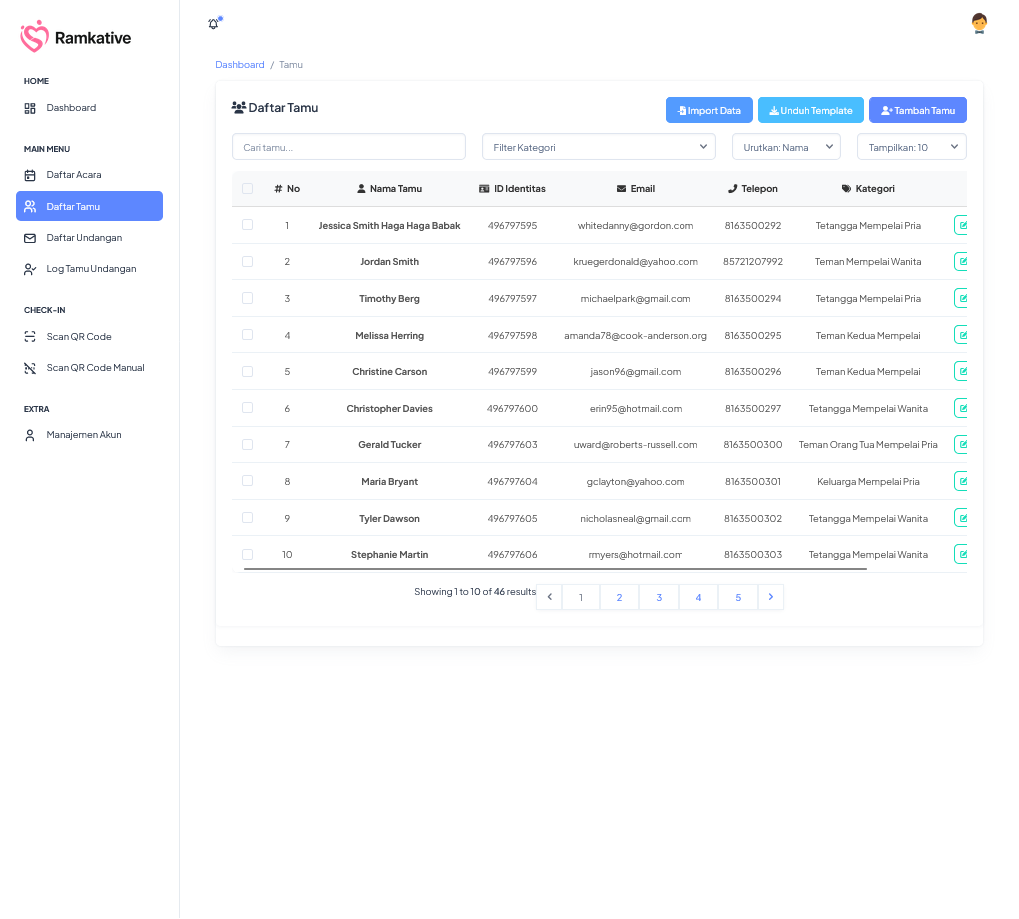 Ramkative
HOME
Dashboard
MAIN MENU
Daftar Acara
Daftar Tamu
Daftar Undangan
Log Tamu Undangan
CHECK-IN
Scan QR Code
Scan QR Code Manual
EXTRA
Manajemen Akun
Dashboard / Tamu
Daftar Tamu
Import Data Unduh Template Tambah Tamu
Cari tamu... Filter Kategori Urutkan: Nama Tampilkan: 10
# No Nama Tamu ID Identitas Email Telepon Kategori
1 Jessica Smith Haga Haga Babak 496797595 whitedanny@gordon.com 8163500292 Tetangga Mempelai Pria
2 Jordan Smith 496797596 kruegerdonald@yahoo.com 85721207992 Teman Mempelai Wanita
3 Timothy Berg 496797597 michaelpark@gmail.com 8163500294 Tetangga Mempelai Pria
4 Melissa Herring 496797598 amanda78@cook-anderson.org 8163500295 Teman Kedua Mempelai
5 Christine Carson 496797599 jason96@gmail.com 8163500296 Teman Kedua Mempelai
6 Christopher Davies 496797600 erin95@hotmail.com 8163500297 Tetangga Mempelai Wanita
7 Gerald Tucker 496797603 uward@roberts-russell.com 8163500300 Teman Orang Tua Mempelai Pria
8 Maria Bryant 496797604 gclayton@yahoo.com 8163500301 Keluarga Mempelai Pria
9 Tyler Dawson 496797605 nicholasneal@gmail.com 8163500302 Tetangga Mempelai Wanita
10 Stephanie Martin 496797606 rmyers@hotmail.com 8163500303 Tetangga Mempelai Wanita
Showing 1 to 10 of 46 results ‹ 1 2 3 4 5 ›